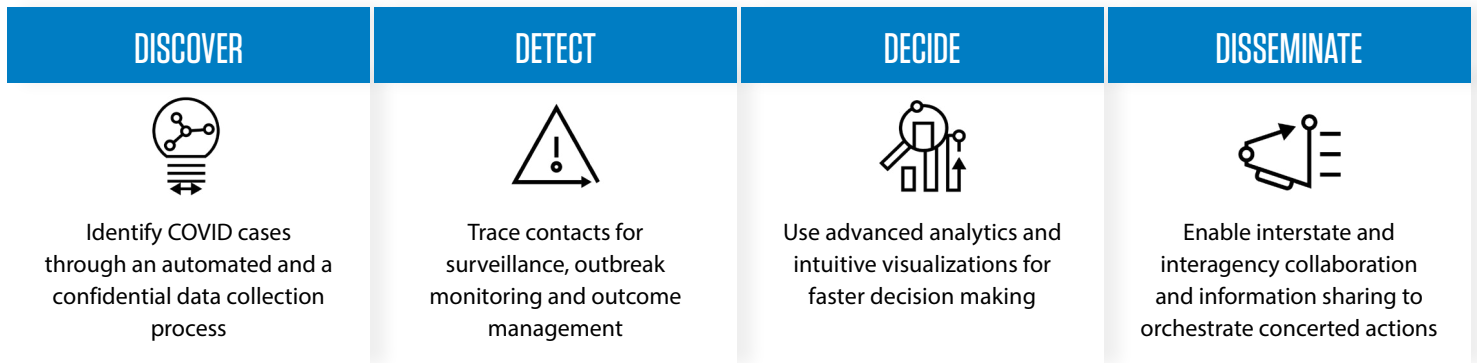 DISCOVER
Identify COVID cases
through an automated and a
confidential data collection
process
DETECT
Trace contacts for
surveillance, outbreak
monitoring and outcome
management
DECIDE
Use advanced analytics and
intuitive visualizations for
faster decision making
DISSEMINATE
Enable interstate and
interagency collaboration
and information sharing to
orchestrate concerted actions